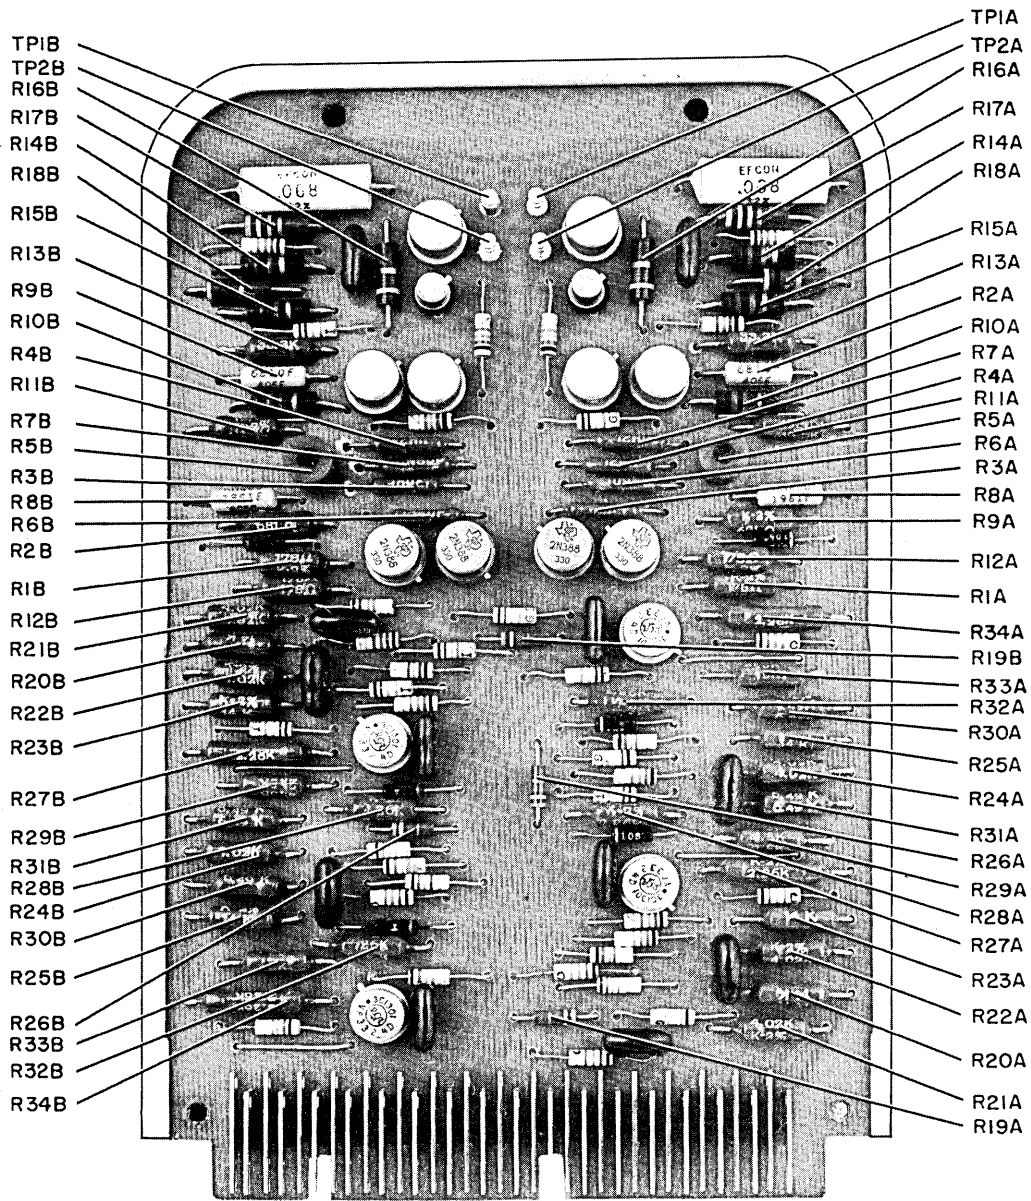 TP1B
TP2B
R16B
R17B
R14B
R18B
R15B
R13B
R9B
R10B
R4B
R11B
R7B
R5B
R3B
R8B
R6B
R2B
R1B
R12B
R21B
R20B
R22B
R23B
R27B
R29B
R31B
R28B
R24B
R30B
R25B
R26B
R33B
R32B
R34B
EFCON
.068
EFCON
.068
2N388
330
2N388
330
2N388
330
2N388
330
TP1A
TP2A
R16A
R17A
R14A
R18A
R15A
R13A
R2A
R10A
R7A
R4A
R11A
R5A
R6A
R3A
R8A
R9A
R12A
R1A
R34A
R19B
R33A
R32A
R30A
R25A
R24A
R31A
R26A
R29A
R28A
R27A
R23A
R22A
R20A
R21A
R19A